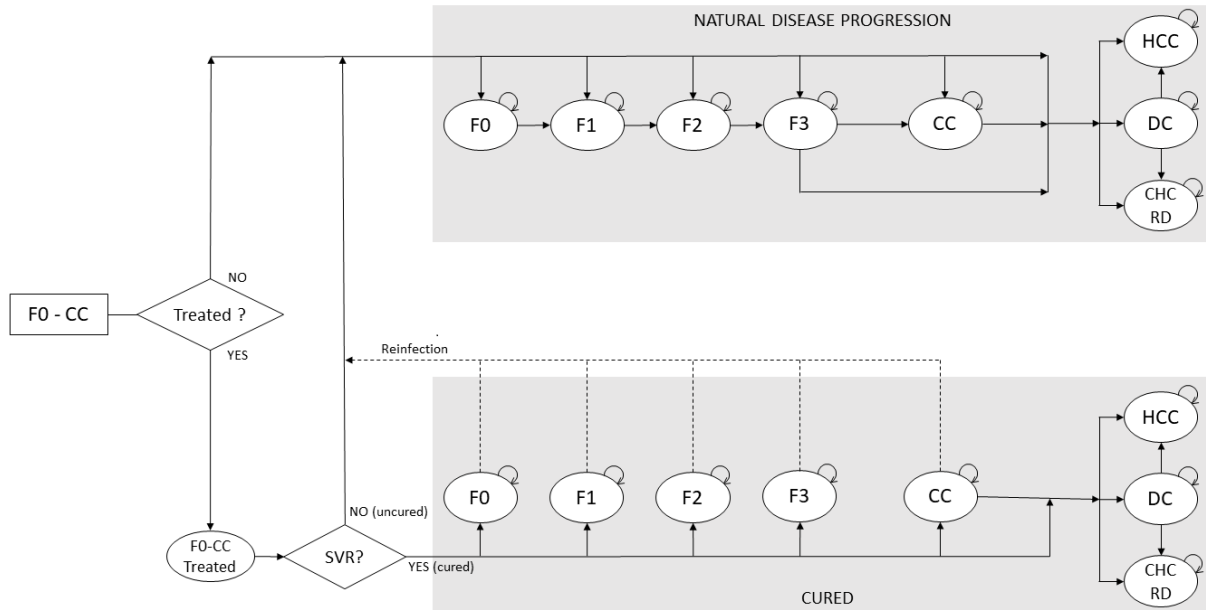 NATURAL DISEASE PROGRESSION
HCC
F0
F1
F2
F3
CC
DC
CHC
RD
NO
F0 - CC
Treated ?
YES
Reinfection
HCC
F0
F1
F2
F3
CC
DC
NO (uncured)
F0-CC
Treated
SVR?
YES (cured)
CHC
RD
CURED